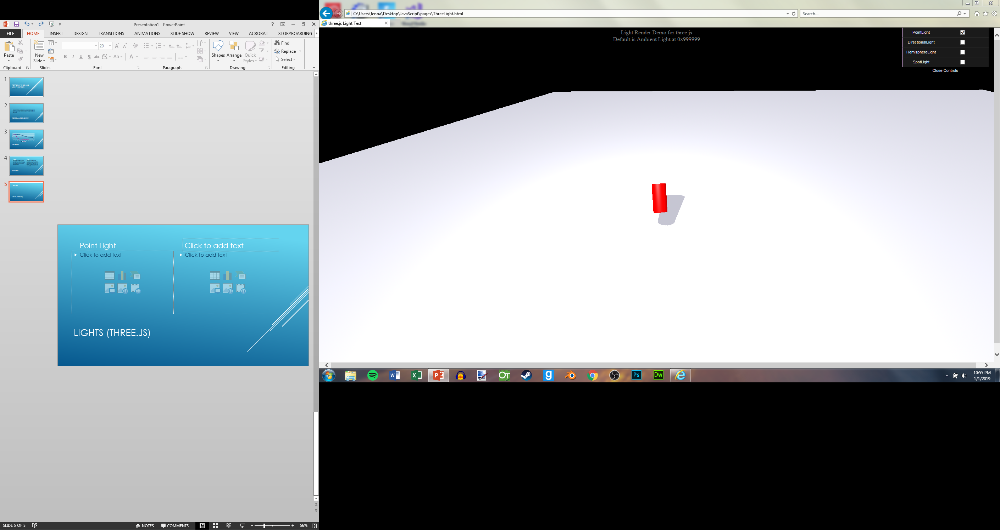 Presentation1 - PowerPoint
FILE HOME INSERT DESIGN TRANSITIONS ANIMATIONS SLIDE SHOW REVIEW VIEW ACROBAT STORYBOARDING
Paste
New
Slide
20
B I U S abc AV Aa A
Shapes Arrange Quick
Styles
Find
Replace
Select
Clipboard Slides Font Paragraph Drawing Editing
1
2
3
4
5
Point Light
Click to add text
Click to add text
Click to add text
LIGHTS (THREE.JS)
SLIDE 5 OF 5 NOTES COMMENTS 56%
C:\Users\Jenna\Desktop\JavaScript\pages\ThreeLight.html
Search...
three.js Light Test
Light Render Demo for three.js
Default is Ambient Light at 0x999999
PointLight
DirectionalLight
HemisphereLight
SpotLight
Close Controls
10:55 PM
1/1/2019